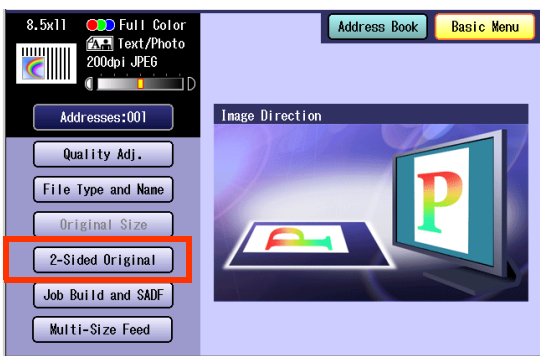 8.5x11 Full Color
Text/Photo
200dpi JPEG
Address Book
Basic Menu
Addresses:001
Quality Adj.
File Type and Name
Original Size
2-Sided Original
Job Build and SADF
Multi-Size Feed
Image Direction
P
P